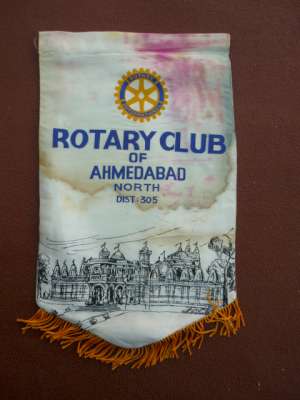 ROTARY CLUB
OF
AHMEDABAD
NORTH
DIST: 305